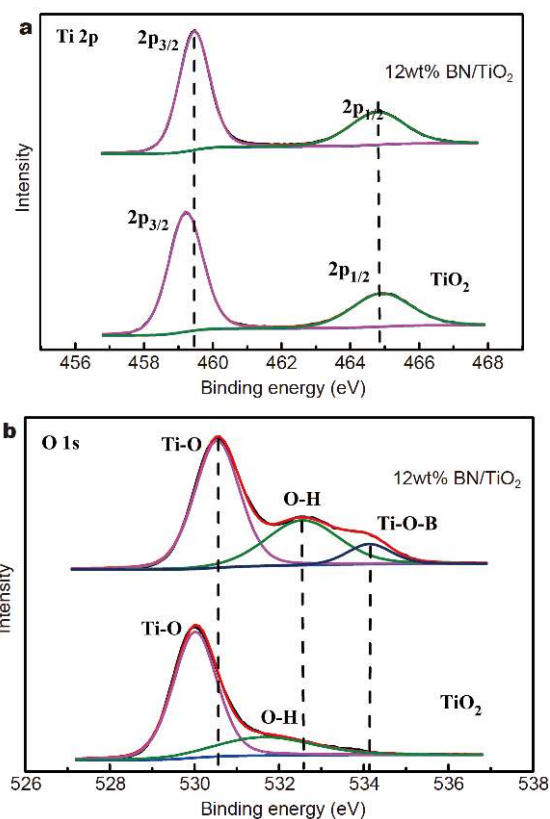 a
Ti 2p
2p3/2
12wt% BN/TiO2
2p1/2
2p3/2
2p1/2
TiO2
Intensity
456 458 460 462 464 466 468
Binding energy (eV)
b
O 1s
Ti-O
12wt% BN/TiO2
O-H
Ti-O-B
Ti-O
O-H
TiO2
Intensity
526 528 530 532 534 536 538
Binding energy (eV)